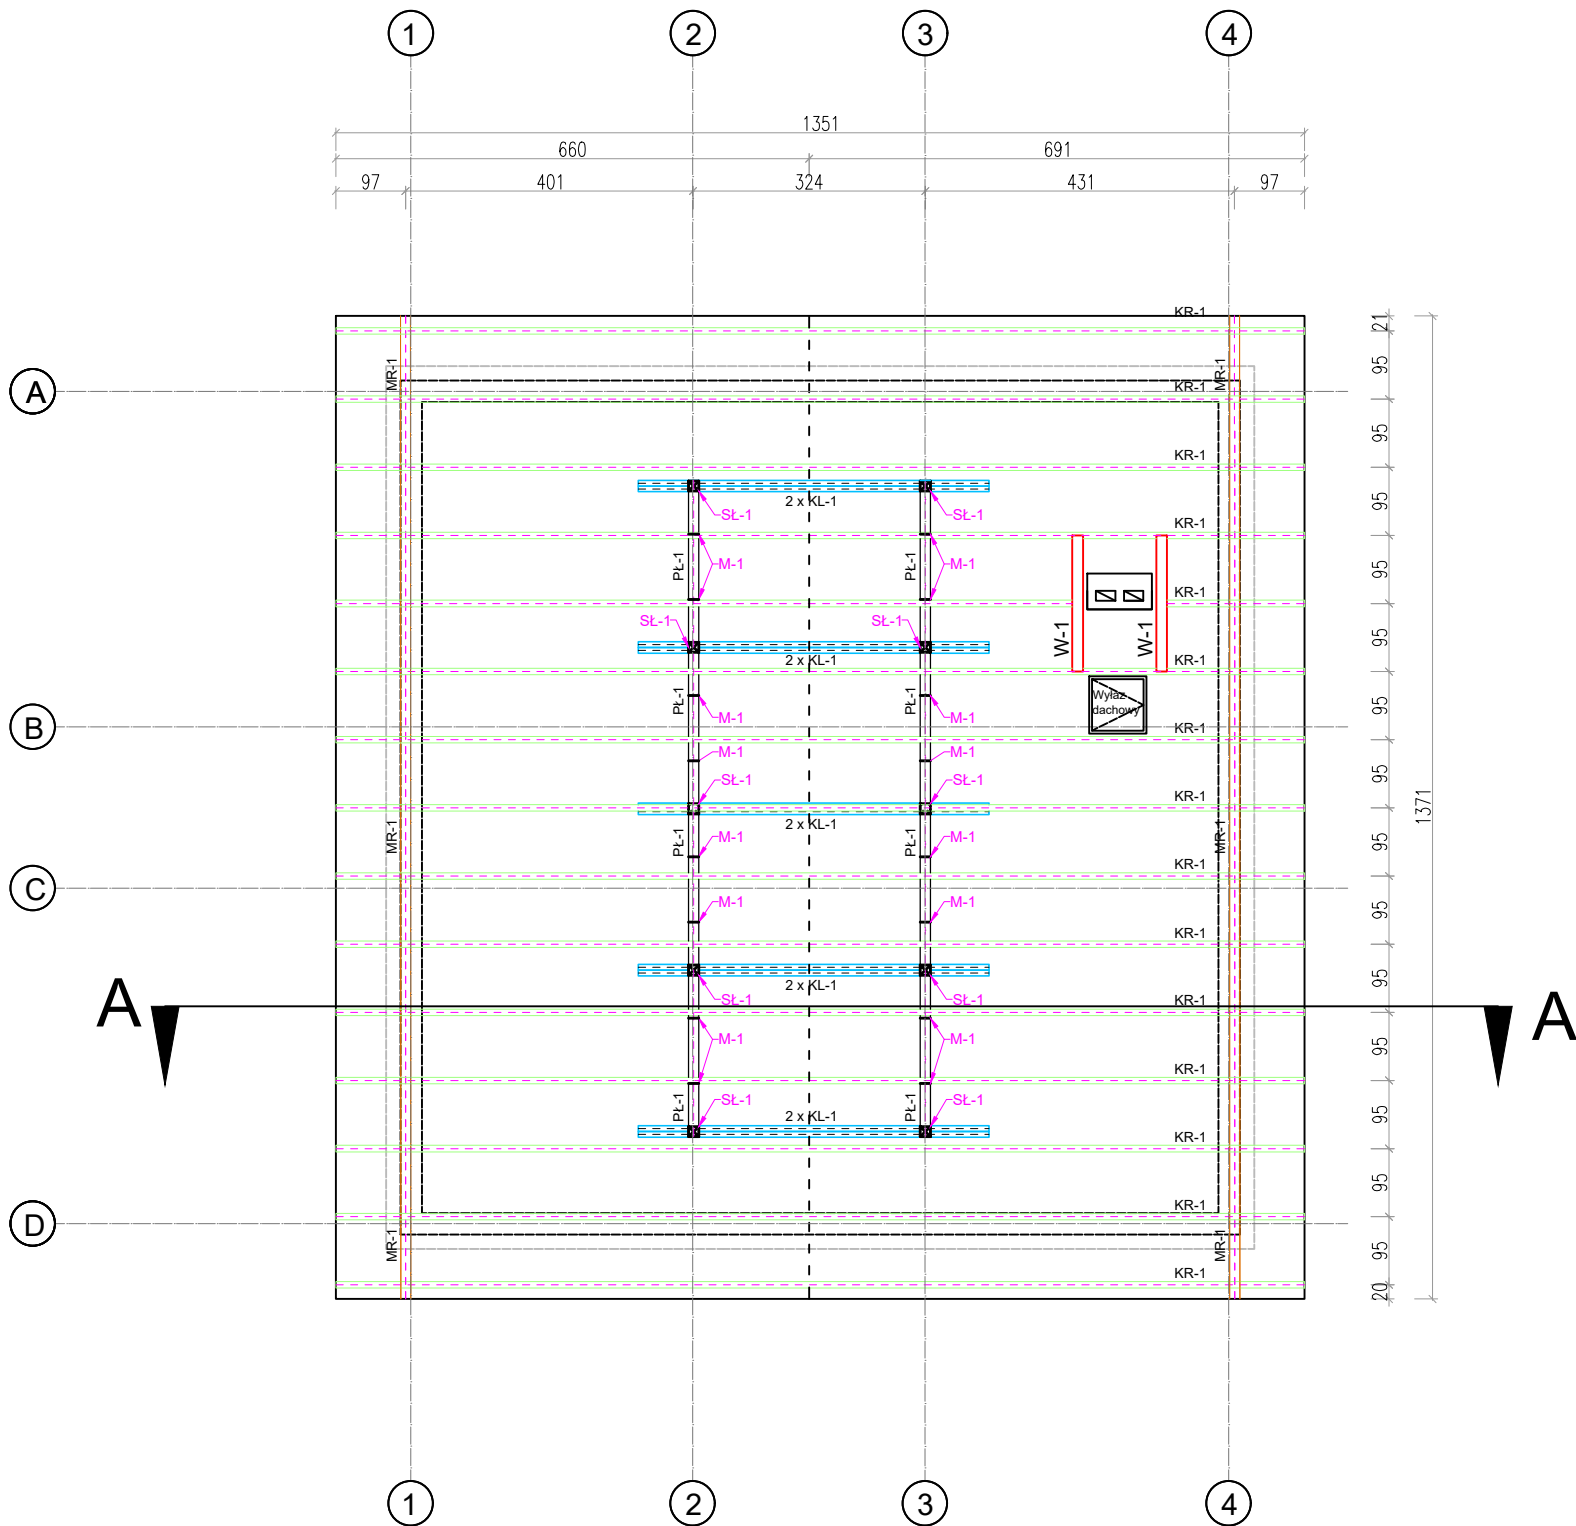 1 2 3 4
1351
660 691
97 401 324 431 97
KR-1
21
MR-1 MR-1
95
A
KR-1
95
KR-1
2 x KL-1
95
SŁ-1 SŁ-1
KR-1
PŁ-1 M-1 PŁ-1 M-1
95
KR-1
SŁ-1 SŁ-1
W-1 W-1
95
2 x KL-1
KR-1
PŁ-1 PŁ-1
Wyłaz
dachowy
95
M-1 M-1
B
KR-1
M-1 M-1
95
SŁ-1 SŁ-1
KR-1
1371
2 x KL-1
MR-1 PŁ-1 M-1 PŁ-1 M-1 MR-1
95
KR-1
C
M-1 M-1
95
KR-1
2 x KL-1
95
SŁ-1 SŁ-1
KR-1
A A
M-1 M-1
95
KR-1
PŁ-1 SŁ-1 PŁ-1 SŁ-1
2 x KL-1
95
KR-1
95
KR-1
D
MR-1 MR-1
95
KR-1
20
1 2 3 4